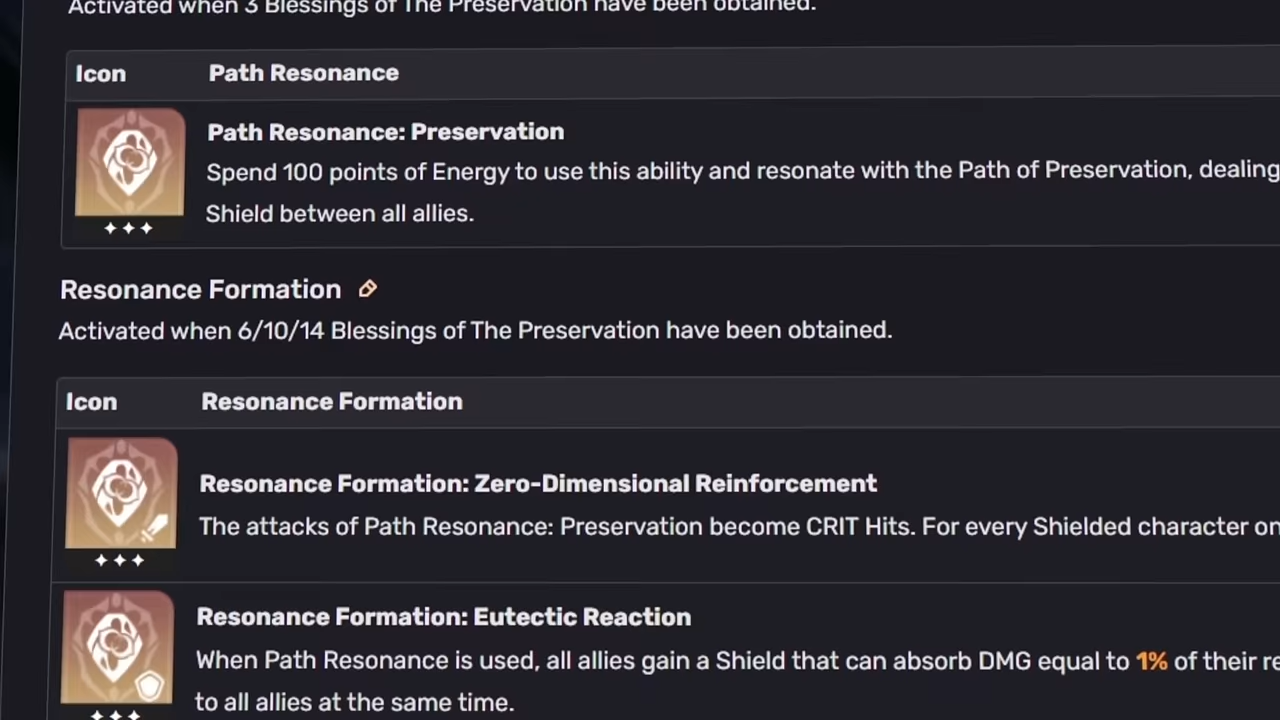 Activated when 3 Blessings of The Preservation have been obtained.
Icon Path Resonance
Path Resonance: Preservation
Spend 100 points of Energy to use this ability and resonate with the Path of Preservation, dealing
Shield between all allies.
Resonance Formation
Activated when 6/10/14 Blessings of The Preservation have been obtained.
Icon Resonance Formation
Resonance Formation: Zero-Dimensional Reinforcement
The attacks of Path Resonance: Preservation become CRIT Hits. For every Shielded character on
Resonance Formation: Eutectic Reaction
When Path Resonance is used, all allies gain a Shield that can absorb DMG equal to 1% of their re
to all allies at the same time.